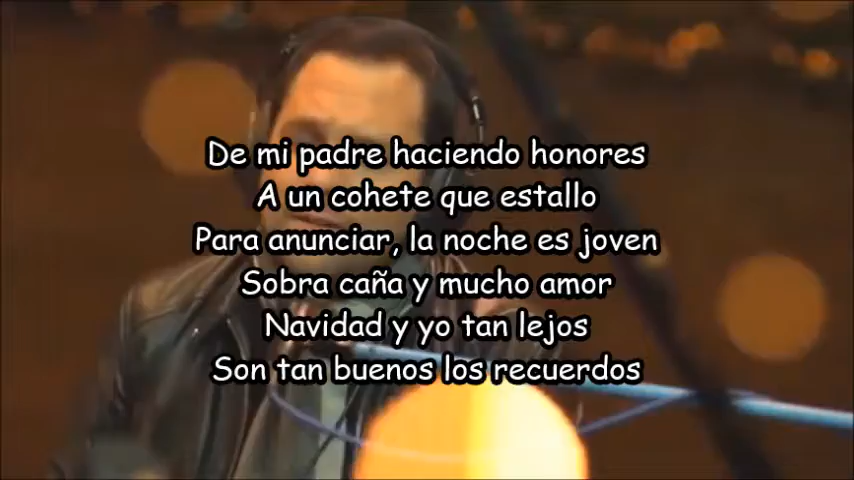 De mi padre haciendo honores
A un cohete que estallo
Para anunciar, la noche es joven
Sobra caña y mucho amor
Navidad y yo tan lejos
Son tan buenos los recuerdos